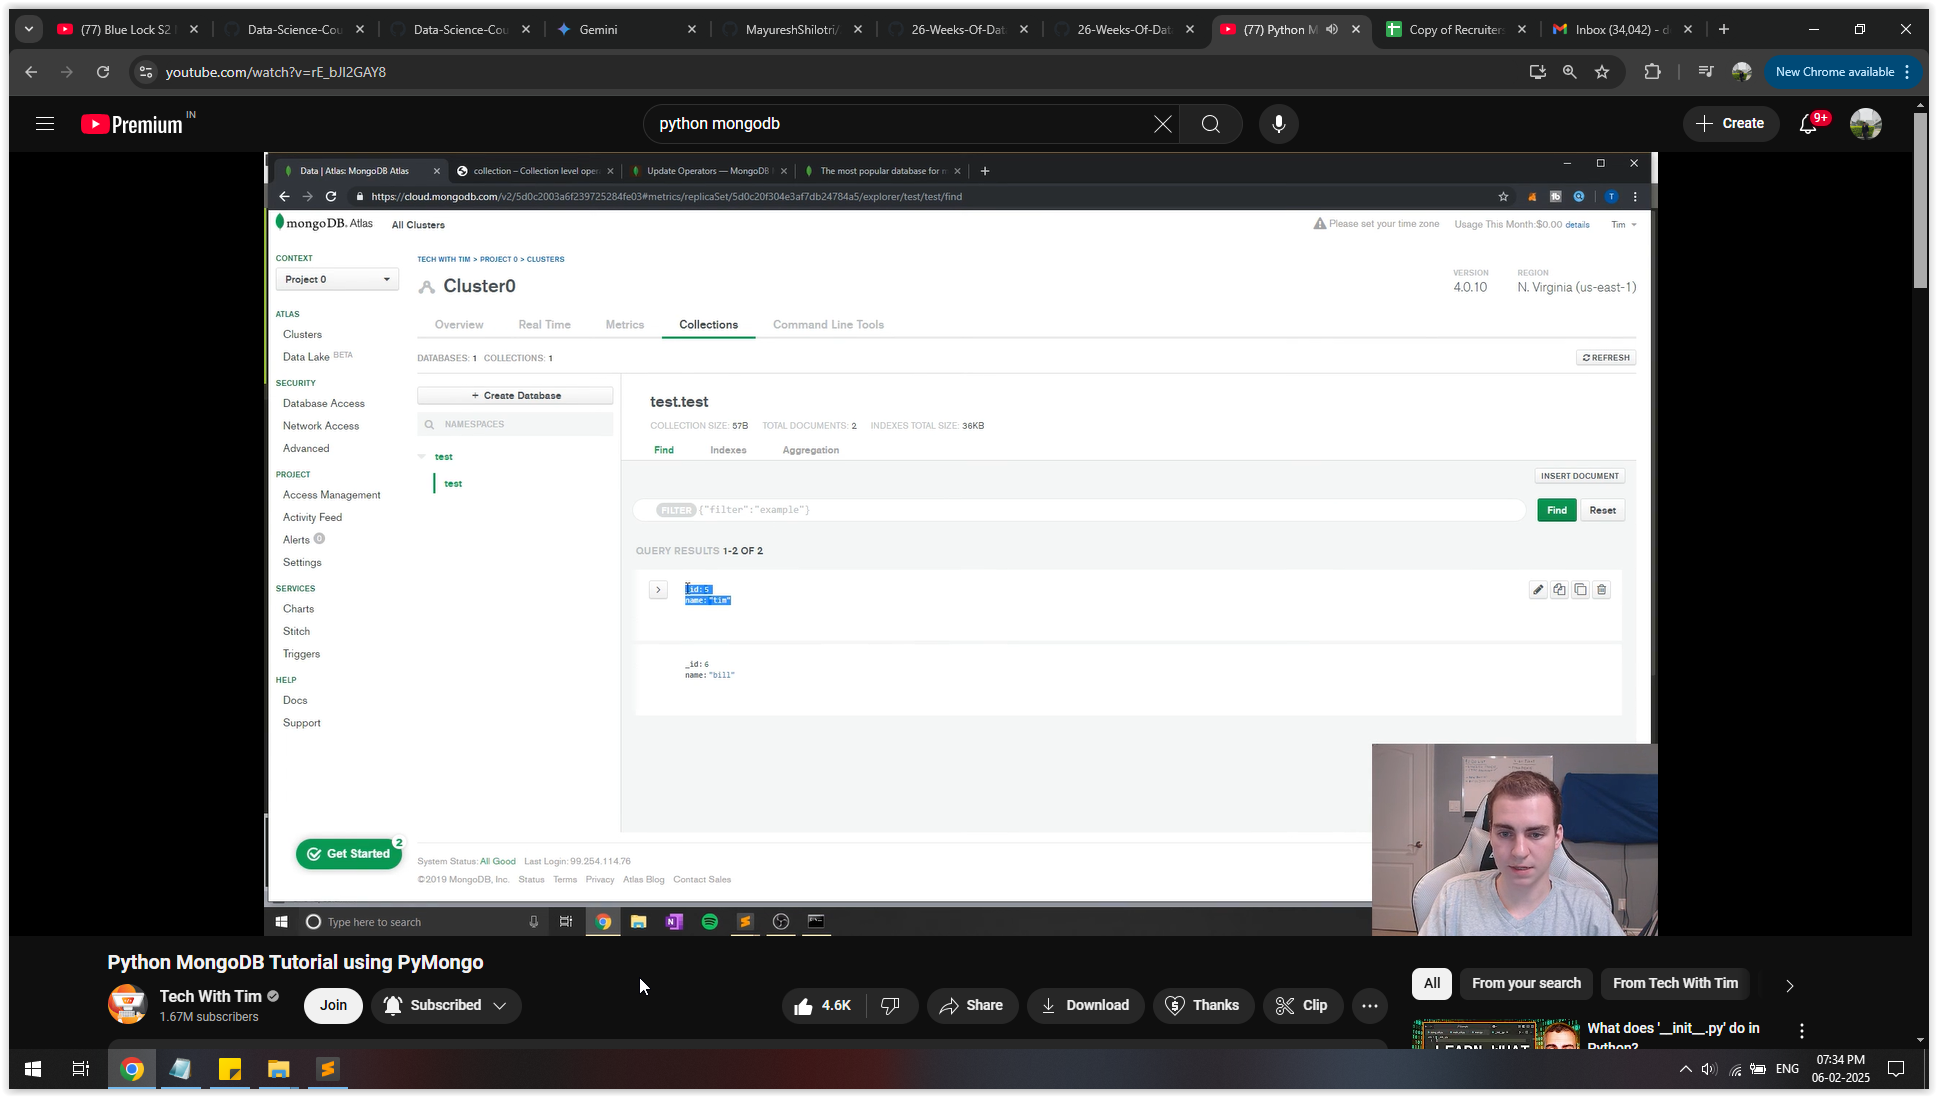 (77) Blue Lock S2
Data-Science-Cou
Data-Science-Cou
Gemini
MayureshShilotri/
26-Weeks-Of-Dat
26-Weeks-Of-Dat
(77) Python M
Copy of Recruiters
Inbox (34,042) - d
youtube.com/watch?v=rE_bJl2GAY8
New Chrome available
Premium IN
python mongodb
Create
9+
Data | Atlas: MongoDB Atlas
collection – Collection level oper
Update Operators — MongoDB
The most popular database for m
https://cloud.mongodb.com/v2/5d0c2003a6f239725284fe03#metrics/replicaSet/5d0c20f304e3af7db24784a5/explorer/test/test/find
mongoDB. Atlas
All Clusters
Please set your time zone
Usage This Month:$0.00 details
Tim
CONTEXT
Project 0
TECH WITH TIM > PROJECT 0 > CLUSTERS
Cluster0
VERSION
4.0.10
REGION
N. Virginia (us-east-1)
ATLAS
Clusters
Data Lake BETA
SECURITY
Database Access
Network Access
Advanced
PROJECT
Access Management
Activity Feed
Alerts 0
Settings
SERVICES
Charts
Stitch
Triggers
HELP
Docs
Support
Overview
Real Time
Metrics
Collections
Command Line Tools
DATABASES: 1 COLLECTIONS: 1
REFRESH
+ Create Database
NAMESPACES
test
test
test.test
COLLECTION SIZE: 57B TOTAL DOCUMENTS: 2 INDEXES TOTAL SIZE: 36KB
Find
Indexes
Aggregation
INSERT DOCUMENT
FILTER {"filter":"example"}
Find
Reset
QUERY RESULTS 1-2 OF 2
_id: 5
name: "tim"
_id: 6
name: "bill"
Get Started
2
System Status: All Good Last Login: 99.254.114.76
©2019 MongoDB, Inc. Status Terms Privacy Atlas Blog Contact Sales
Type here to search
Python MongoDB Tutorial using PyMongo
Tech With Tim
1.67M subscribers
Join
Subscribed
4.6K
Share
Download
Thanks
Clip
All
From your search
From Tech With Tim
What does '__init__.py' do in
Python?
LEARN WHAT
ENG
07:34 PM
06-02-2025